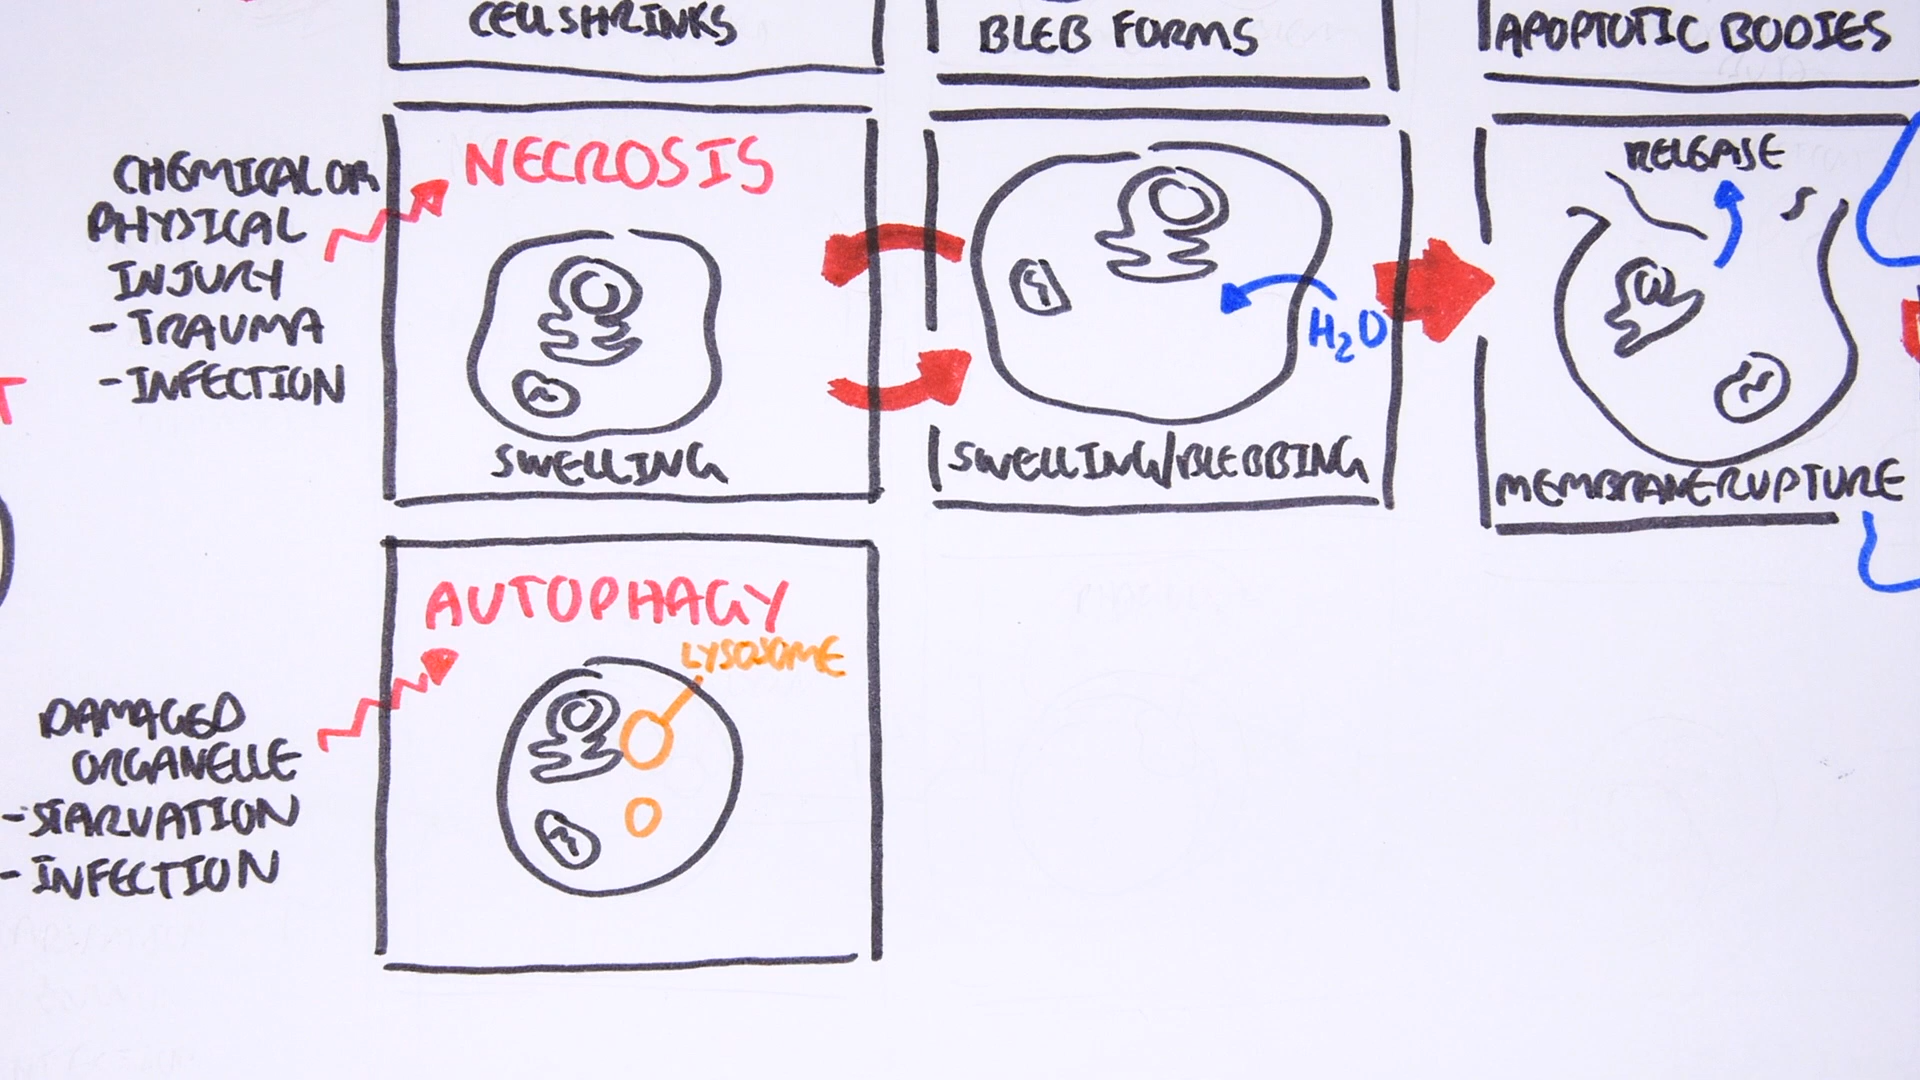 CELL SHRINKS
BLEB FORMS
APOPTOTIC BODIES
CHEMICAL OR
PHYSICAL
INJURY
- TRAUMA
- INFECTION
NECROSIS
SWELLING
H2O
SWELLING/BLEBBING
RELEASE
MEMBRANE RUPTURE
T
DAMAGED
ORGANELLE
- STARVATION
- INFECTION
AUTOPHAGY
LYSOSOME